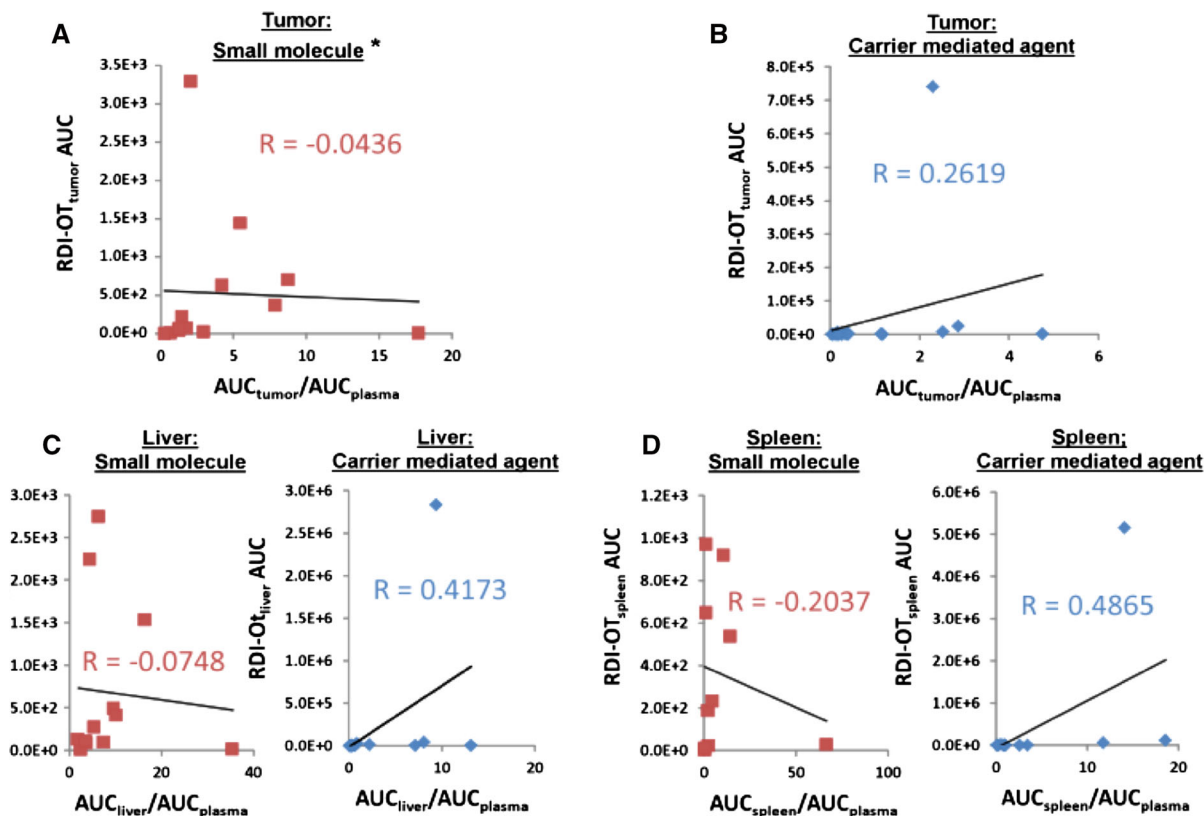 A
Tumor:
Small molecule *
3.5E+3
3.0E+3
2.5E+3
2.0E+3
1.5E+3
1.0E+3
5.0E+2
0.0E+0
RDI-OTtumor AUC
R = -0.0436
0 5 10 15 20
AUCtumor/AUCplasma
B
Tumor:
Carrier mediated agent
8.0E+5
7.0E+5
6.0E+5
5.0E+5
4.0E+5
3.0E+5
2.0E+5
1.0E+5
0.0E+0
RDI-OTtumor AUC
R = 0.2619
0 2 4 6
AUCtumor/AUCplasma
C
Liver:
Small molecule
3.0E+3
2.5E+3
2.0E+3
1.5E+3
1.0E+3
5.0E+2
0.0E+0
R = -0.0748
0 20 40
AUCliver/AUCplasma
Liver:
Carrier mediated agent
3.0E+6
2.5E+6
2.0E+6
1.5E+6
1.0E+6
5.0E+5
0.0E+0
RDI-Otliver AUC
R = 0.4173
0 10 20
AUCliver/AUCplasma
D
Spleen:
Small molecule
1.2E+3
1.0E+3
8.0E+2
6.0E+2
4.0E+2
2.0E+2
0.0E+0
RDI-OTspleen AUC
R = -0.2037
0 50 100
AUCspleen/AUCplasma
Spleen;
Carrier mediated agent
6.0E+6
5.0E+6
4.0E+6
3.0E+6
2.0E+6
1.0E+6
0.0E+0
RDI-OTspleen AUC
R = 0.4865
0 10 20
AUCspleen/AUCplasma